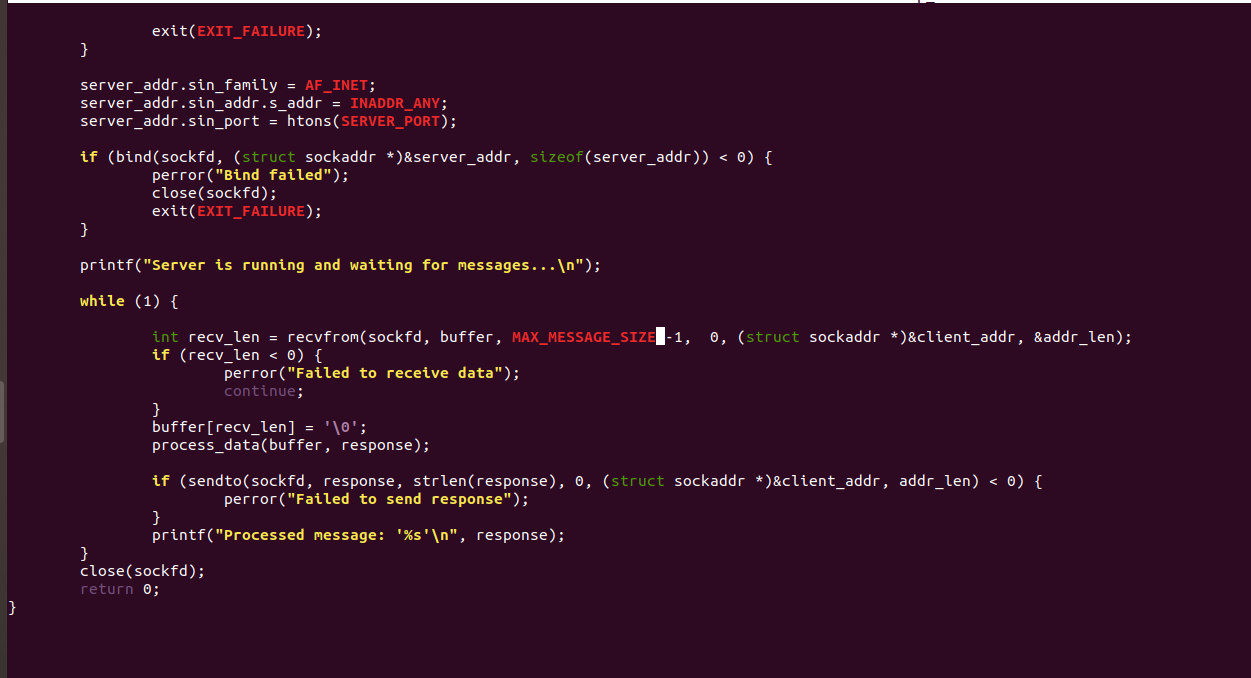 exit(EXIT_FAILURE);
}
server_addr.sin_family = AF_INET;
server_addr.sin_addr.s_addr = INADDR_ANY;
server_addr.sin_port = htons(SERVER_PORT);
if (bind(sockfd, (struct sockaddr *)&server_addr, sizeof(server_addr)) < 0) {
perror("Bind failed");
close(sockfd);
exit(EXIT_FAILURE);
}
printf("Server is running and waiting for messages...\n");
while (1) {
int recv_len = recvfrom(sockfd, buffer, MAX_MESSAGE_SIZE -1,  0, (struct sockaddr *)&client_addr, &addr_len);
if (recv_len < 0) {
perror("Failed to receive data");
continue;
}
buffer[recv_len] = '\0';
process_data(buffer, response);
if (sendto(sockfd, response, strlen(response), 0, (struct sockaddr *)&client_addr, addr_len) < 0) {
perror("Failed to send response");
}
printf("Processed message: '%s'\n", response);
}
close(sockfd);
return 0;
}